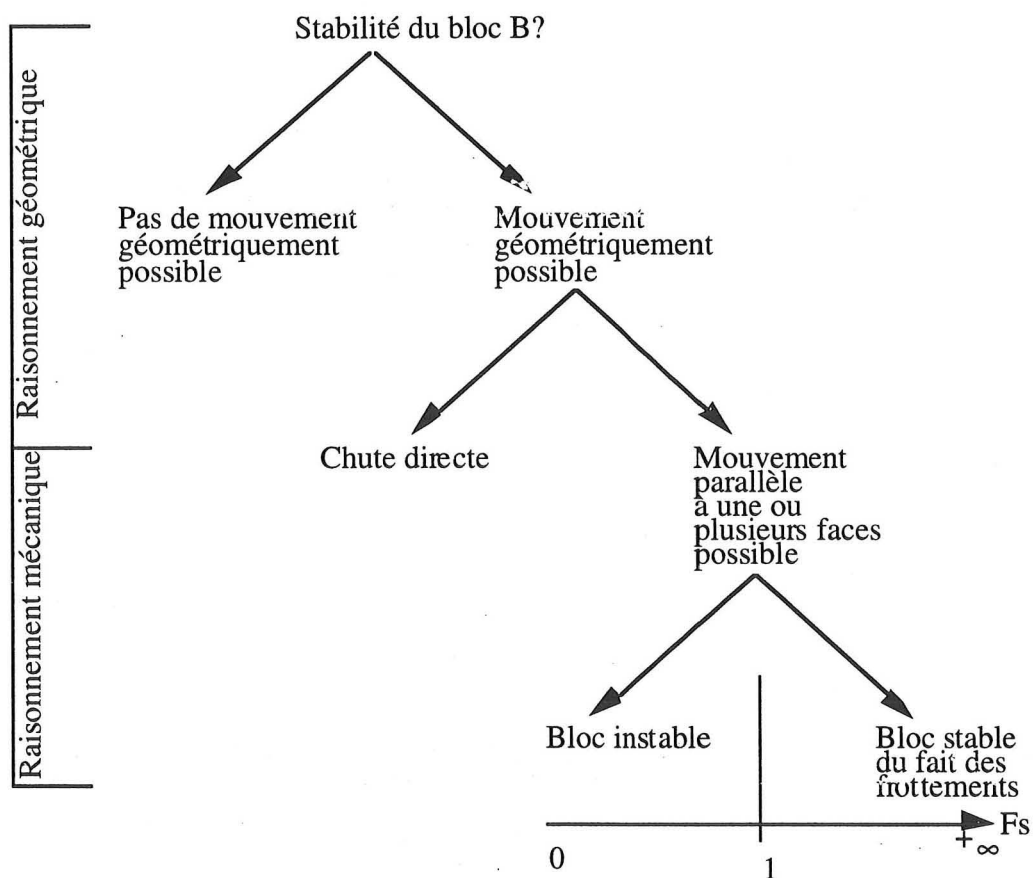 Stabilité du bloc B?
Raisonnement géométrique
Pas de mouvement
géométriquement
possible
Mouvement
géométriquement
possible
Raisonnement mécanique
Chute directe
Mouvement
parallèle
à une ou
plusieurs faces
possible
Bloc instable
Bloc stable
du fait des
frottements
Fs
0
1
+∞